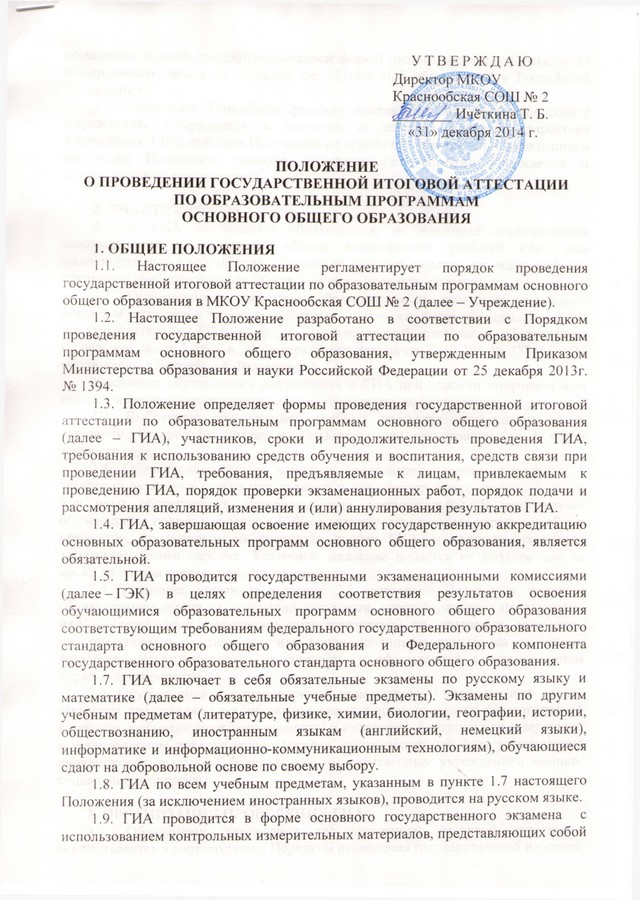 УТВЕРЖДАЮ
Директор МКОУ
Краснообская СОШ № 2
Ичёткина Т. Б.
«31» декабря 2014 г.
ПОЛОЖЕНИЕ
О ПРОВЕДЕНИИ ГОСУДАРСТВЕННОЙ ИТОГОВОЙ АТТЕСТАЦИИ
ПО ОБРАЗОВАТЕЛЬНЫМ ПРОГРАММАМ
ОСНОВНОГО ОБЩЕГО ОБРАЗОВАНИЯ
1. ОБЩИЕ ПОЛОЖЕНИЯ
1.1. Настоящее Положение регламентирует порядок проведения
государственной итоговой аттестации по образовательным программам основного
общего образования в МКОУ Краснообская СОШ № 2 (далее – Учреждение).
1.2. Настоящее Положение разработано в соответствии с Порядком
проведения государственной итоговой аттестации по образовательным
программам основного общего образования, утвержденным Приказом
Министерства образования и науки Российской Федерации от 25 декабря 2013г.
№ 1394.
1.3. Положение определяет формы проведения государственной итоговой
аттестации по образовательным программам основного общего образования
(далее – ГИА), участников, сроки и продолжительность проведения ГИА,
требования к использованию средств обучения и воспитания, средств связи при
проведении ГИА, требования, предъявляемые к лицам, привлекаемым к
проведению ГИА, порядок проверки экзаменационных работ, порядок подачи и
рассмотрения апелляций, изменения и (или) аннулирования результатов ГИА.
1.4. ГИА, завершающая освоение имеющих государственную аккредитацию
основных образовательных программ основного общего образования, является
обязательной.
1.5. ГИА проводится государственными экзаменационными комиссиями
(далее – ГЭК) в целях определения соответствия результатов освоения
обучающимися образовательных программ основного общего образования
соответствующим требованиям федерального государственного образовательного
стандарта основного общего образования и Федерального компонента
государственного образовательного стандарта основного общего образования.
1.7. ГИА включает в себя обязательные экзамены по русскому языку и
математике (далее – обязательные учебные предметы). Экзамены по другим
учебным предметам (литературе, физике, химии, биологии, географии, истории,
обществознанию, иностранным языкам (английский, немецкий языки),
информатике и информационно-коммуникационным технологиям), обучающиеся
сдают на добровольной основе по своему выбору.
1.8. ГИА по всем учебным предметам, указанным в пункте 1.7 настоящего
Положения (за исключением иностранных языков), проводится на русском языке.
1.9. ГИА проводится в форме основного государственного экзамена с
использованием контрольных измерительных материалов, представляющих собой